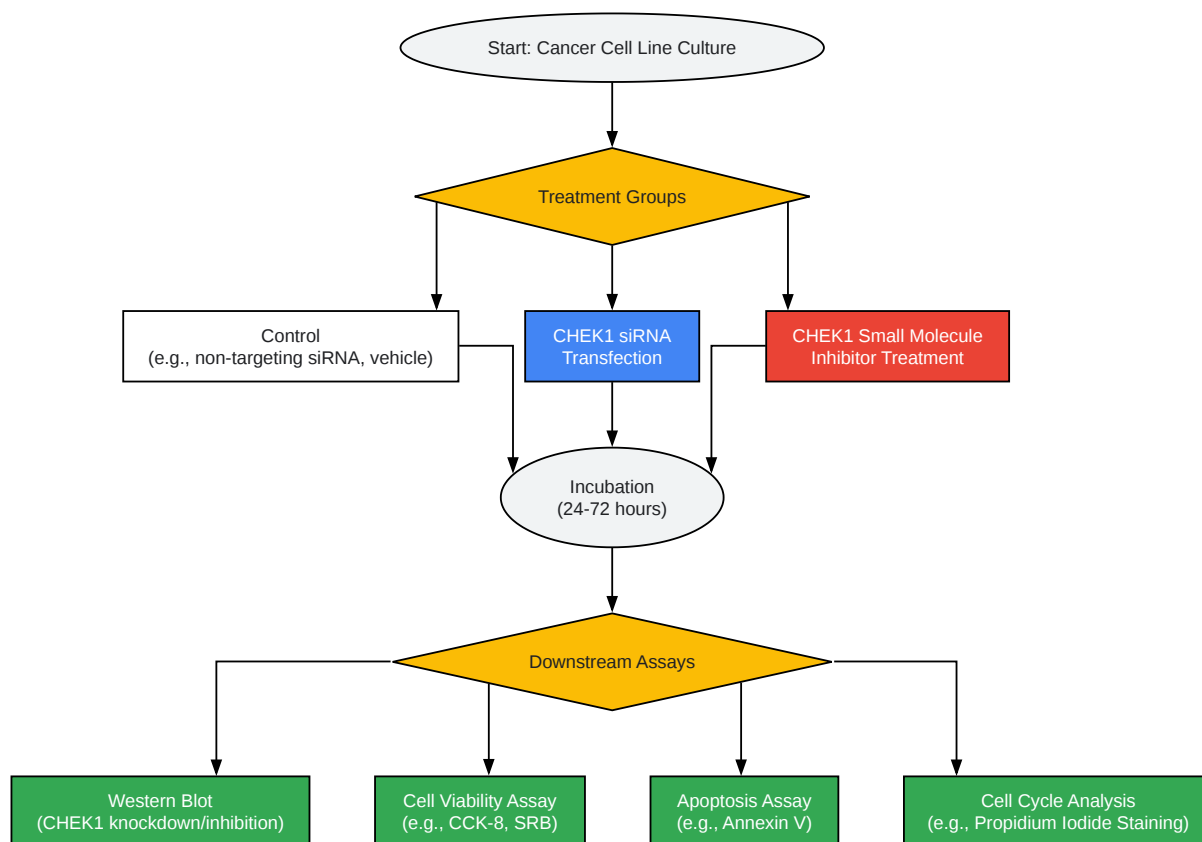 Start: Cancer Cell Line Culture
Treatment Groups
Control
(e.g., non-targeting siRNA, vehicle)
CHEK1 siRNA
Transfection
CHEK1 Small Molecule
Inhibitor Treatment
Incubation
(24-72 hours)
Downstream Assays
Western Blot
(CHEK1 knockdown/inhibition)
Cell Viability Assay
(e.g., CCK-8, SRB)
Apoptosis Assay
(e.g., Annexin V)
Cell Cycle Analysis
(e.g., Propidium Iodide Staining)